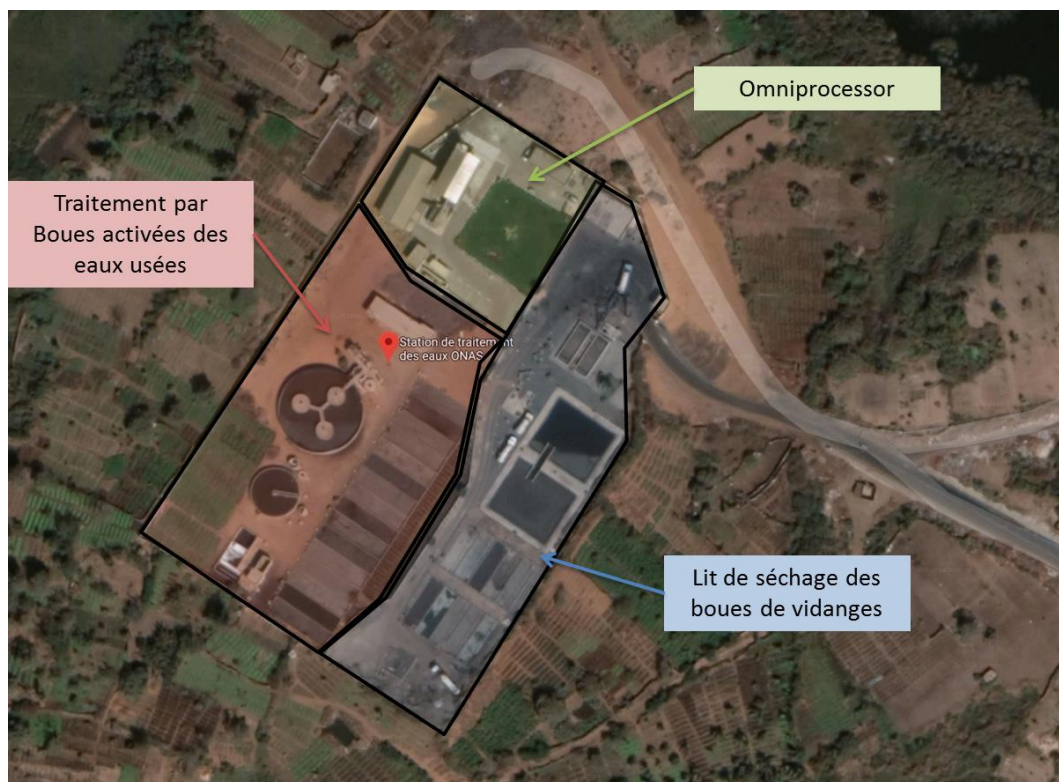 Omniprocessor
Traitement par
Boues activées des
eaux usées
Station de traitement
des eaux ONAS
Lit de séchage des
boues de vidanges